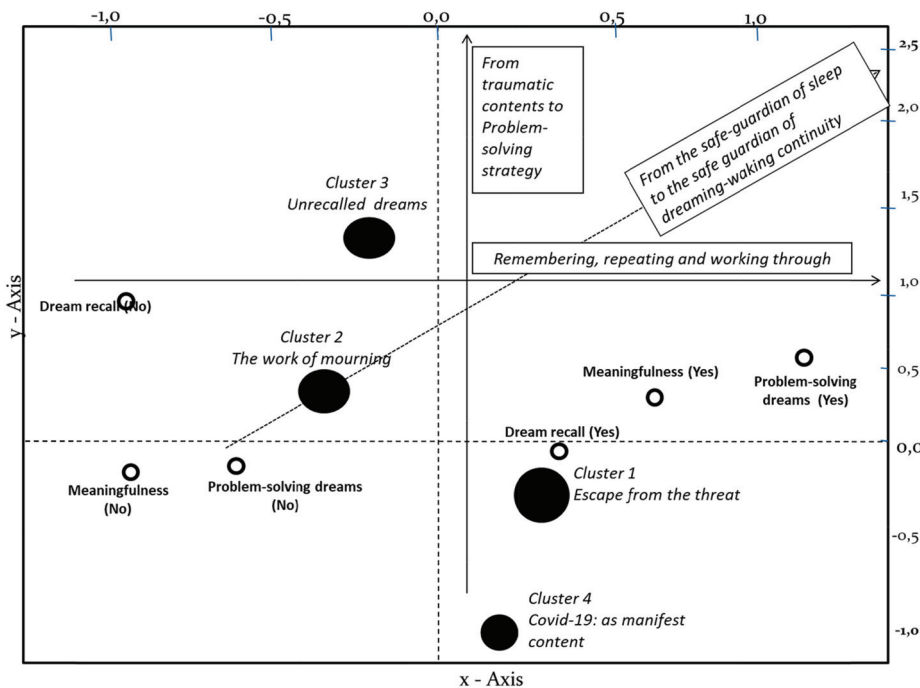 -1,0 -0,5 0,0 0,5 1,0
2,5
From
traumatic
contents to
Problem-
solving
strategy
From the safe-guardian of sleep
to the safe guardian of
dreaming-waking continuity
2,0
Cluster 3
Unrecalled dreams
1,5
Remembering, repeating and working through
1,0
Dream recall (No)
y - Axis
Cluster 2
The work of mourning
0,5
Meaningfulness (Yes)
Problem-solving
dreams (Yes)
Dream recall (Yes)
0,0
Cluster 1
Escape from the threat
Meaningfulness
(No)
Problem-solving dreams
(No)
-0,5
Cluster 4
Covid-19: as manifest
content
-1,0
x - Axis